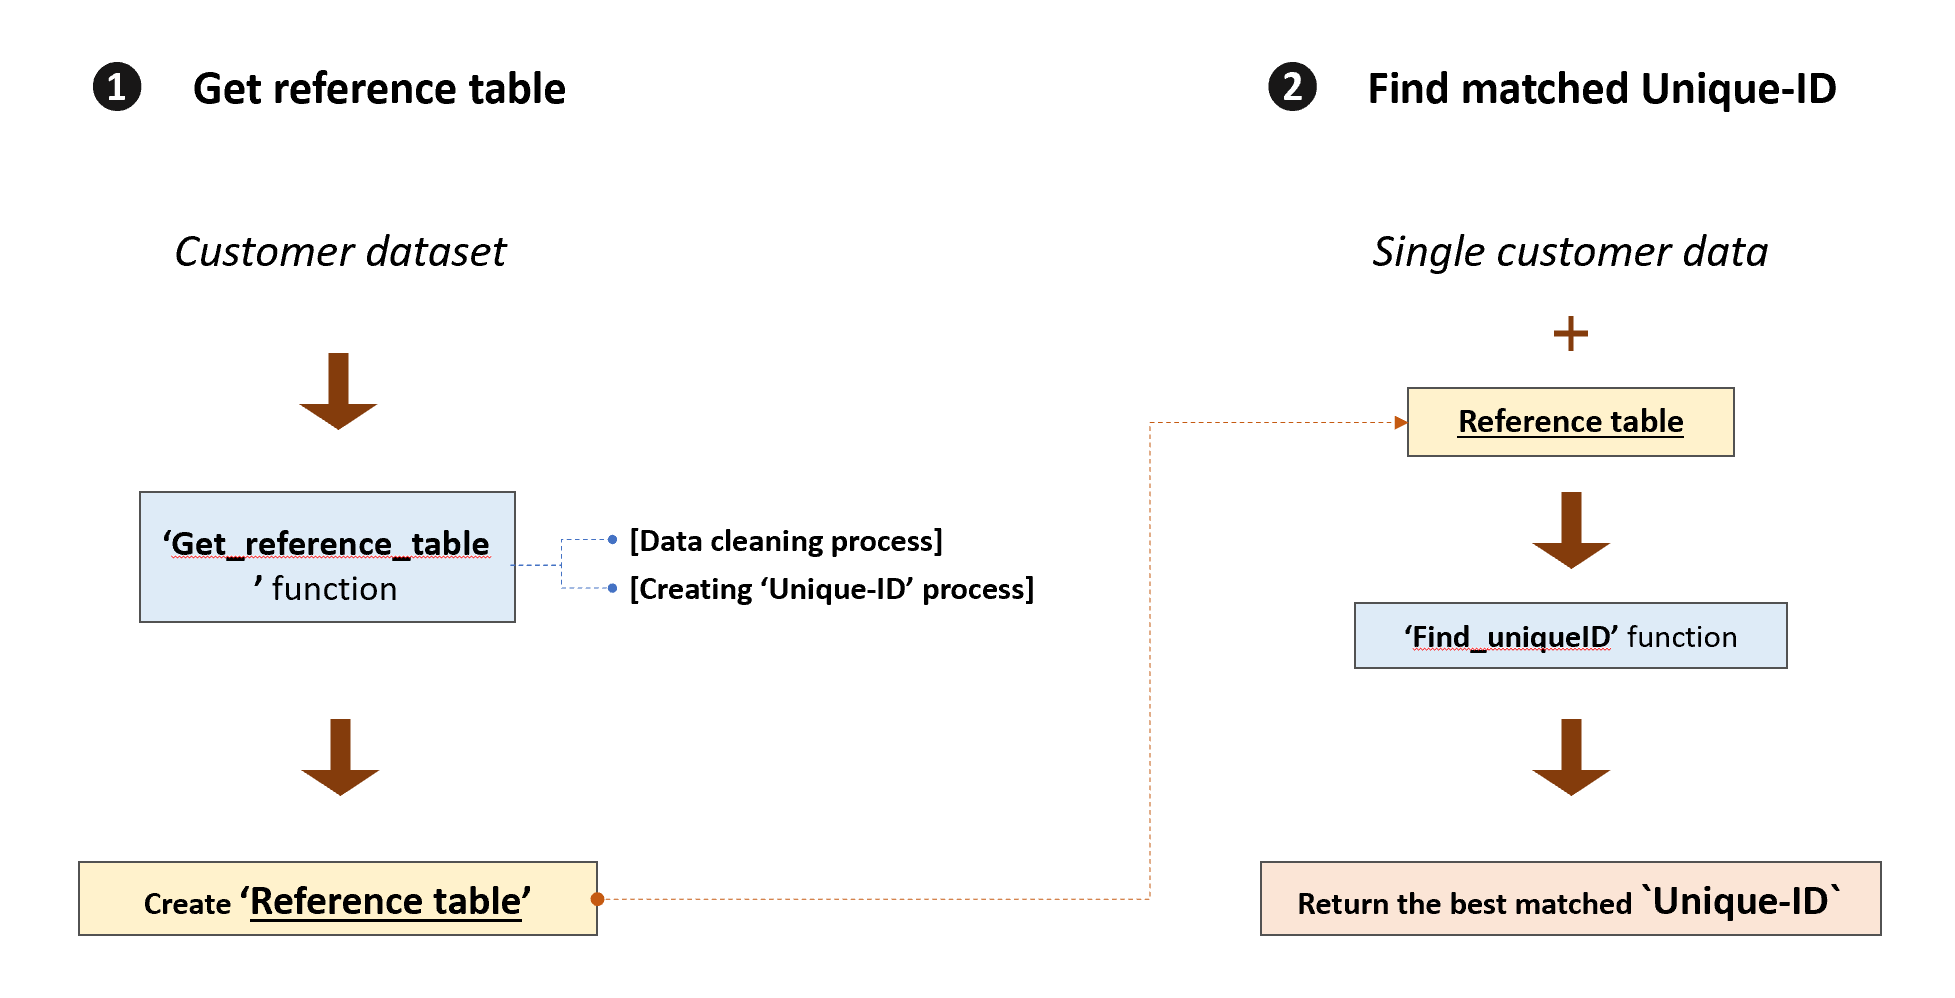 1 Get reference table
Customer dataset
‘Get_reference_table
’ function
[Data cleaning process]
[Creating ‘Unique-ID’ process]
Create ‘Reference table’
2 Find matched Unique-ID
Single customer data
+
Reference table
‘Find_uniqueID’ function
Return the best matched `Unique-ID`